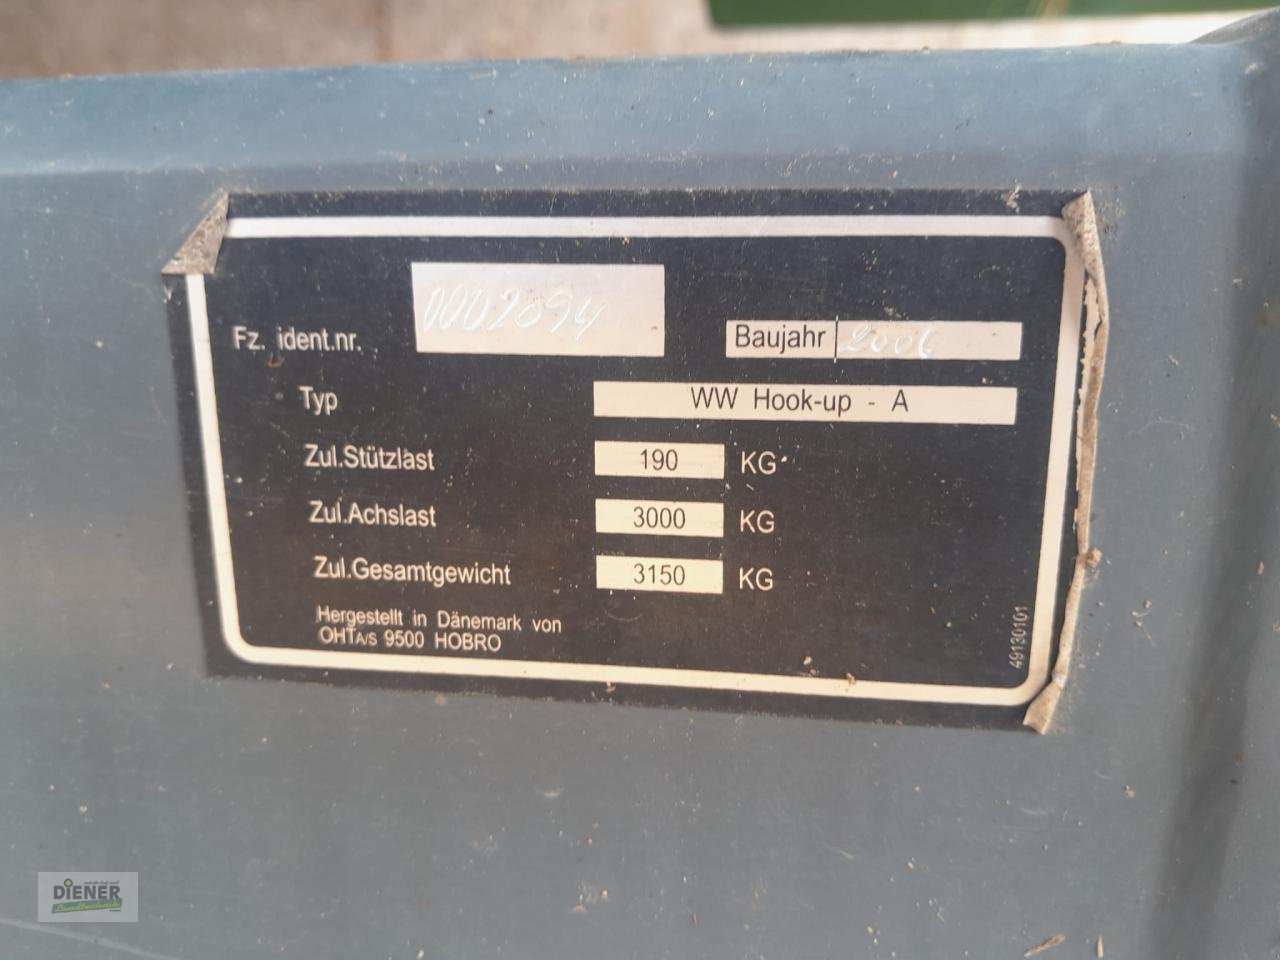 Fz. ident.nr. 0002094
Baujahr 2006
Typ WW Hook-up - A
Zul.Stützlast 190 KG
Zul.Achslast 3000 KG
Zul.Gesamtgewicht 3150 KG
Hergestellt in Dänemark von
OHTA/S 9500 HOBRO
49130101
DIENER
Landtechnik